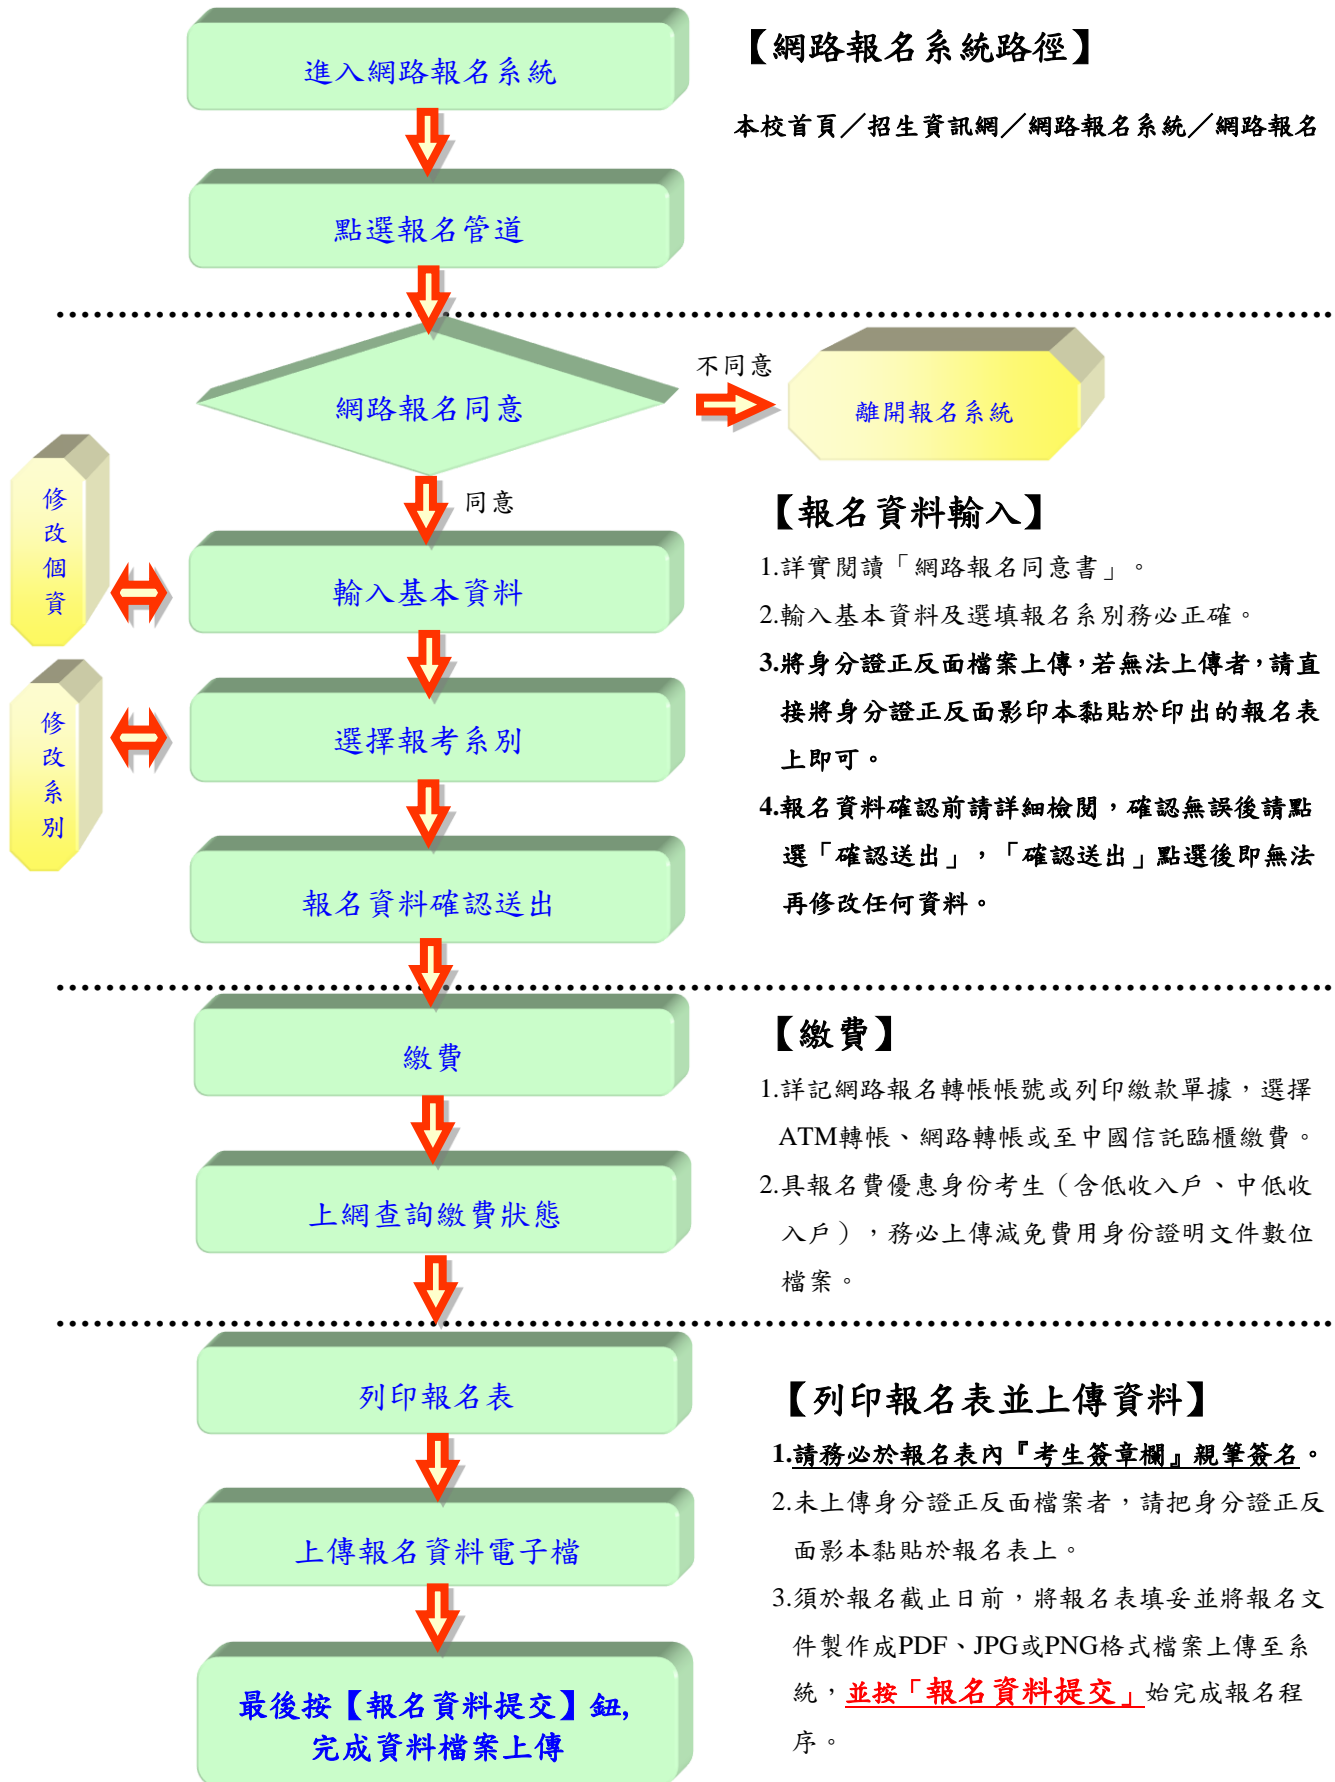 進入網路報名系統
【網路報名系統路徑】
本校首頁／招生資訊網／網路報名系統／網路報名
點選報名管道
網路報名同意
不同意
離開報名系統
同意
修改個資
輸入基本資料
修改系別
選擇報考系別
報名資料確認送出
【報名資料輸入】
1.詳實閱讀「網路報名同意書」。
2.輸入基本資料及選填報名系別務必正確。
3.將身分證正反面檔案上傳，若無法上傳者，請直
接將身分證正反面影印本黏貼於印出的報名表
上即可。
4.報名資料確認前請詳細檢閱，確認無誤後請點
選「確認送出」，「確認送出」點選後即無法
再修改任何資料。
繳費
上網查詢繳費狀態
【繳費】
1.詳記網路報名轉帳帳號或列印繳款單據，選擇
ATM轉帳、網路轉帳或至中國信託臨櫃繳費。
2.具報名費優惠身份考生（含低收入戶、中低收
入戶），務必上傳減免費用身份證明文件數位
檔案。
列印報名表
上傳報名資料電子檔
最後按【報名資料提交】鈕,
完成資料檔案上傳
【列印報名表並上傳資料】
1.請務必於報名表內『考生簽章欄』親筆簽名。
2.未上傳身分證正反面檔案者，請把身分證正反
面影本黏貼於報名表上。
3.須於報名截止日前，將報名表填妥並將報名文
件製作成PDF、JPG或PNG格式檔案上傳至系
統，並按「報名資料提交」始完成報名程
序。